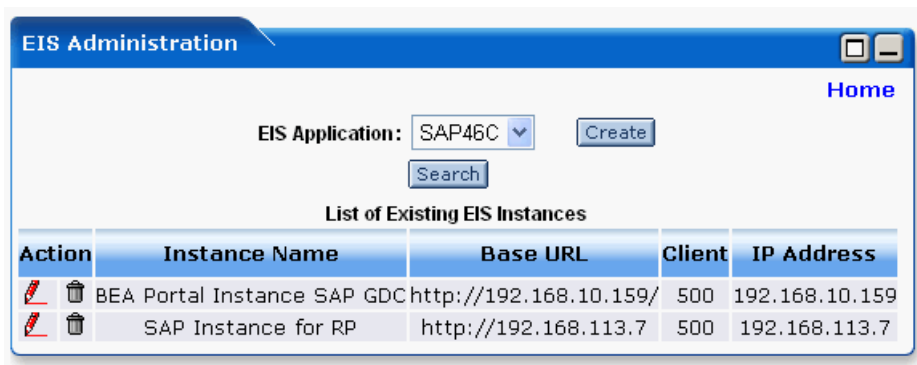 EIS Administration
Home
EIS Application: SAP46C Create
Search
List of Existing EIS Instances
Action Instance Name Base URL Client IP Address
BEA Portal Instance SAP GDC http://192.168.10.159/ 500 192.168.10.159
SAP Instance for RP http://192.168.113.7 500 192.168.113.7